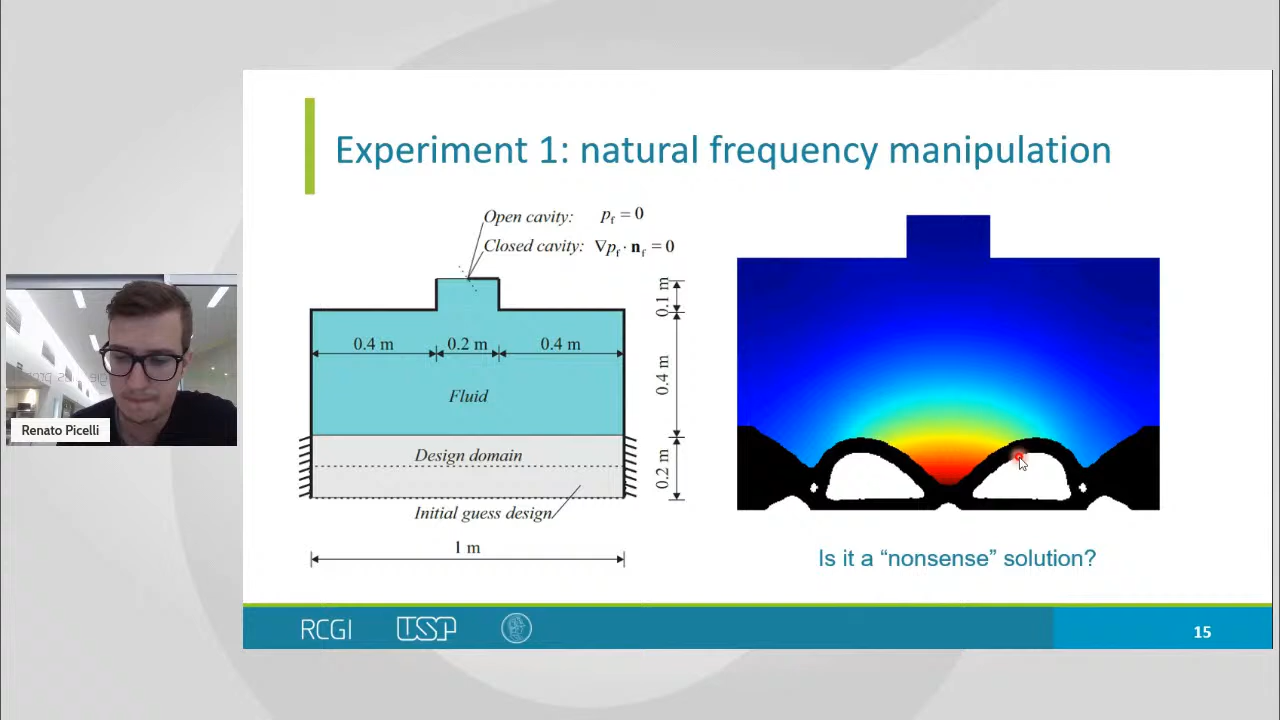 Experiment 1: natural frequency manipulation
Open cavity: p_f = 0
Closed cavity: ∇p_f · n_f = 0
0.1 m
0.4 m
0.2 m
0.4 m
0.4 m
Fluid
Design domain
0.2 m
Initial guess design
1 m
Is it a “nonsense” solution?
Renato Picelli
RCGI
USP
15